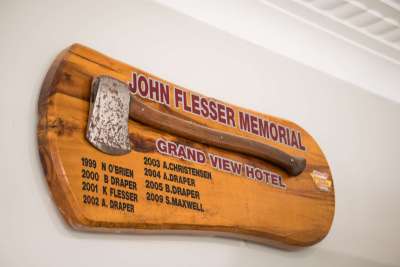 JOHN FLESSER MEMORIAL
GRAND VIEW HOTEL
1999 N O'BRIEN
2000 B DRAPER
2001 K FLESSER
2002 A. DRAPER
2003 A.CHRISTENSEN
2004 A.DRAPER
2005 B.DRAPER
2009 S.MAXWELL